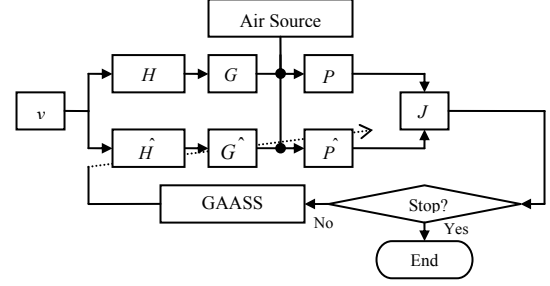 Air Source
H G P
v
J
Ĥ Ĝ P̂
GAASS
Stop?
No
Yes
End